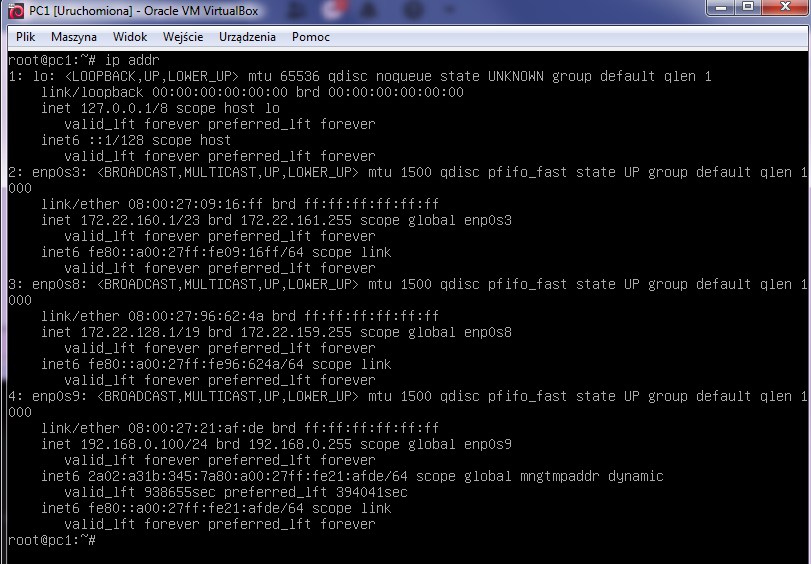 PC1 [Uruchomiona] - Oracle VM VirtualBox
Plik Maszyna Widok Wejście Urządzenia Pomoc
root@pc1:~# ip addr
1: lo: <LOOPBACK,UP,LOWER_UP> mtu 65536 qdisc noqueue state UNKNOWN group default qlen 1
    link/loopback 00:00:00:00:00:00 brd 00:00:00:00:00:00
    inet 127.0.0.1/8 scope host lo
       valid_lft forever preferred_lft forever
    inet6 ::1/128 scope host
       valid_lft forever preferred_lft forever
2: enp0s3: <BROADCAST,MULTICAST,UP,LOWER_UP> mtu 1500 qdisc pfifo_fast state UP group default qlen 1
000
    link/ether 08:00:27:09:16:ff brd ff:ff:ff:ff:ff:ff
    inet 172.22.160.1/23 brd 172.22.161.255 scope global enp0s3
       valid_lft forever preferred_lft forever
    inet6 fe80::a00:27ff:fe09:16ff/64 scope link
       valid_lft forever preferred_lft forever
3: enp0s8: <BROADCAST,MULTICAST,UP,LOWER_UP> mtu 1500 qdisc pfifo_fast state UP group default qlen 1
000
    link/ether 08:00:27:96:62:4a brd ff:ff:ff:ff:ff:ff
    inet 172.22.128.1/19 brd 172.22.159.255 scope global enp0s8
       valid_lft forever preferred_lft forever
    inet6 fe80::a00:27ff:fe96:624a/64 scope link
       valid_lft forever preferred_lft forever
4: enp0s9: <BROADCAST,MULTICAST,UP,LOWER_UP> mtu 1500 qdisc pfifo_fast state UP group default qlen 1
000
    link/ether 08:00:27:21:af:de brd ff:ff:ff:ff:ff:ff
    inet 192.168.0.100/24 brd 192.168.0.255 scope global enp0s9
       valid_lft forever preferred_lft forever
    inet6 2a02:a31b:345:7a80:a00:27ff:fe21:afde/64 scope global mngtmpaddr dynamic
       valid_lft 938655sec preferred_lft 394041sec
    inet6 fe80::a00:27ff:fe21:afde/64 scope link
       valid_lft forever preferred_lft forever
root@pc1:~#